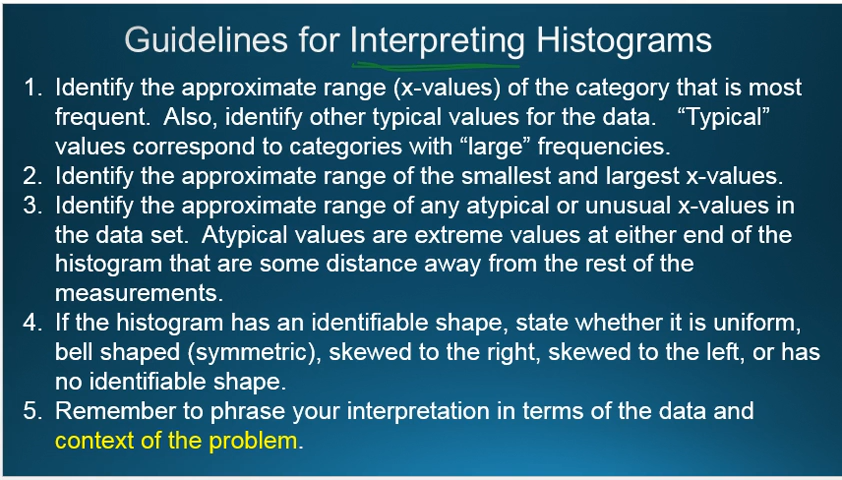 Guidelines for Interpreting Histograms
1. Identify the approximate range (x-values) of the category that is most
frequent.  Also, identify other typical values for the data.   “Typical”
values correspond to categories with “large” frequencies.
2. Identify the approximate range of the smallest and largest x-values.
3. Identify the approximate range of any atypical or unusual x-values in
the data set.  Atypical values are extreme values at either end of the
histogram that are some distance away from the rest of the
measurements.
4. If the histogram has an identifiable shape, state whether it is uniform,
bell shaped (symmetric), skewed to the right, skewed to the left, or has
no identifiable shape.
5. Remember to phrase your interpretation in terms of the data and
context of the problem.